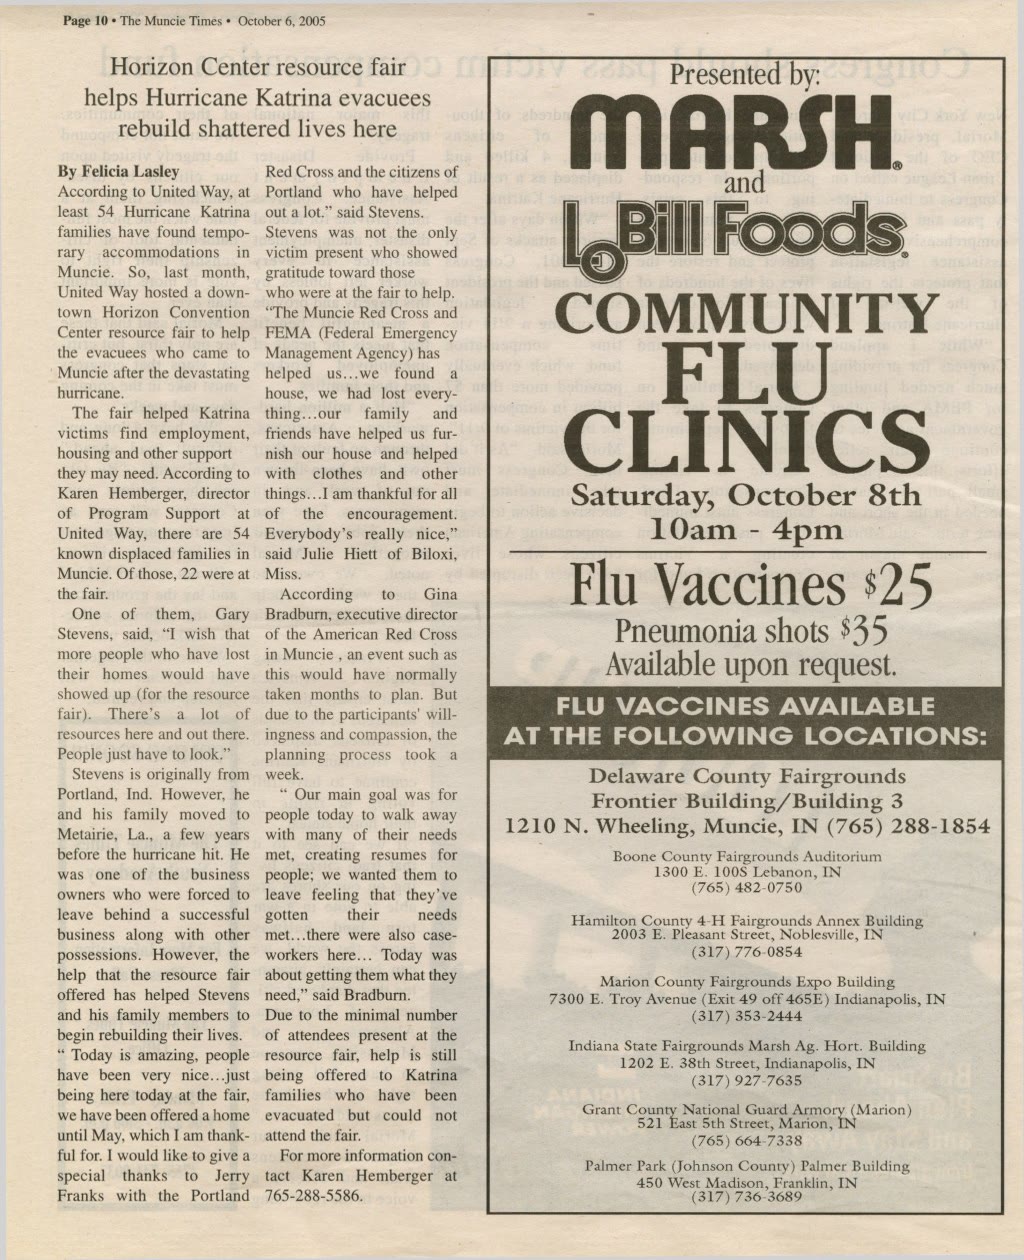 Page 10 • The Muncie Times • October 6, 2005
Horizon Center resource fair
helps Hurricane Katrina evacuees
rebuild shattered lives here
By Felicia Lasley
According to United Way, at
least 54 Hurricane Katrina
families have found tempo-
rary accommodations in
Muncie. So, last month,
United Way hosted a down-
town Horizon Convention
Center resource fair to help
the evacuees who came to
Muncie after the devastating
hurricane.
The fair helped Katrina
victims find employment,
housing and other support
they may need. According to
Karen Hemberger, director
of Program Support at
United Way, there are 54
known displaced families in
Muncie. Of those, 22 were at
the fair.
One of them, Gary
Stevens, said, “I wish that
more people who have lost
their homes would have
showed up (for the resource
fair). There’s a lot of
resources here and out there.
People just have to look.”
Stevens is originally from
Portland, Ind. However, he
and his family moved to
Metairie, La., a few years
before the hurricane hit. He
was one of the business
owners who were forced to
leave behind a successful
business along with other
possessions. However, the
help that the resource fair
offered has helped Stevens
and his family members to
begin rebuilding their lives.
“ Today is amazing, people
have been very nice…just
being here today at the fair,
we have been offered a home
until May, which I am thank-
ful for. I would like to give a
special thanks to Jerry
Franks with the Portland
Red Cross and the citizens of
Portland who have helped
out a lot.” said Stevens.
Stevens was not the only
victim present who showed
gratitude toward those
who were at the fair to help.
“The Muncie Red Cross and
FEMA (Federal Emergency
Management Agency) has
helped us…we found a
house, we had lost every-
thing…our family and
friends have helped us fur-
nish our house and helped
with clothes and other
things…I am thankful for all
of the encouragement.
Everybody’s really nice,”
said Julie Hiett of Biloxi,
Miss.
According to Gina
Bradburn, executive director
of the American Red Cross
in Muncie , an event such as
this would have normally
taken months to plan. But
due to the participants' will-
ingness and compassion, the
planning process took a
week.
“ Our main goal was for
people today to walk away
with many of their needs
met, creating resumes for
people; we wanted them to
leave feeling that they’ve
gotten their needs
met…there were also case-
workers here… Today was
about getting them what they
need,” said Bradburn.
Due to the minimal number
of attendees present at the
resource fair, help is still
being offered to Katrina
families who have been
evacuated but could not
attend the fair.
For more information con-
tact Karen Hemberger at
765-288-5586.
Presented by:
MARSH®
and
LoBill Foods®
COMMUNITY
FLU
CLINICS
Saturday, October 8th
10am - 4pm
Flu Vaccines $25
Pneumonia shots $35
Available upon request.
FLU VACCINES AVAILABLE
AT THE FOLLOWING LOCATIONS:
Delaware County Fairgrounds
Frontier Building/Building 3
1210 N. Wheeling, Muncie, IN (765) 288-1854
Boone County Fairgrounds Auditorium
1300 E. 100S Lebanon, IN
(765) 482-0750
Hamilton County 4-H Fairgrounds Annex Building
2003 E. Pleasant Street, Noblesville, IN
(317) 776-0854
Marion County Fairgrounds Expo Building
7300 E. Troy Avenue (Exit 49 off 465E) Indianapolis, IN
(317) 353-2444
Indiana State Fairgrounds Marsh Ag. Hort. Building
1202 E. 38th Street, Indianapolis, IN
(317) 927-7635
Grant County National Guard Armory (Marion)
521 East 5th Street, Marion, IN
(765) 664-7338
Palmer Park (Johnson County) Palmer Building
450 West Madison, Franklin, IN
(317) 736-3689